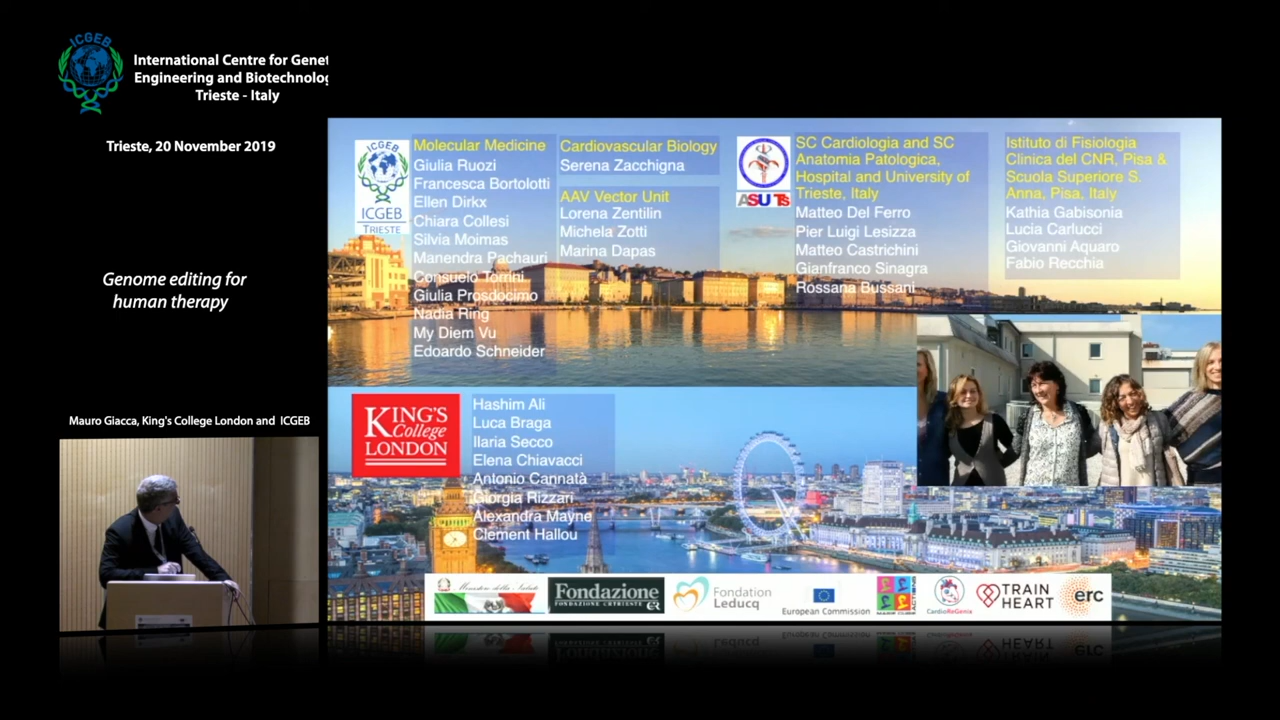 ICGEB
International Centre for Genet
Engineering and Biotechnolog
Trieste - Italy
Trieste, 20 November 2019
Genome editing for
human therapy
Mauro Giacca, King's College London and ICGEB
ICGEB
ICGEB
TRIESTE
Molecular Medicine
Giulia Ruozi
Francesca Bortolotti
Ellen Dirkx
Chiara Collesi
Silvia Moimas
Manendra Pachauri
Consuelo Torrini
Giulia Prosdocimo
Nadia Ring
My Diem Vu
Edoardo Schneider
Cardiovascular Biology
Serena Zacchigna
AAV Vector Unit
Lorena Zentilin
Michela Zotti
Marina Dapas
ASUITS
SC Cardiologia and SC
Anatomia Patologica,
Hospital and University of
Trieste, Italy
Matteo Del Ferro
Pier Luigi Lesizza
Matteo Castrichini
Gianfranco Sinagra
Rossana Bussani
Istituto di Fisiologia
Clinica del CNR, Pisa &
Scuola Superiore S.
Anna, Pisa, Italy
Kathia Gabisonia
Lucia Carlucci
Giovanni Aquaro
Fabio Recchia
KING'S
College
LONDON
Hashim Ali
Luca Braga
Ilaria Secco
Elena Chiavacci
Antonio Cannatà
Giorgia Rizzari
Alexandra Mayne
Clement Hallou
Ministero della Salute
Fondazione
FONDAZIONE CRTRIESTE
Fondation
Leducq
European Commission
CardioReGenix
TRAIN
HEART
erc